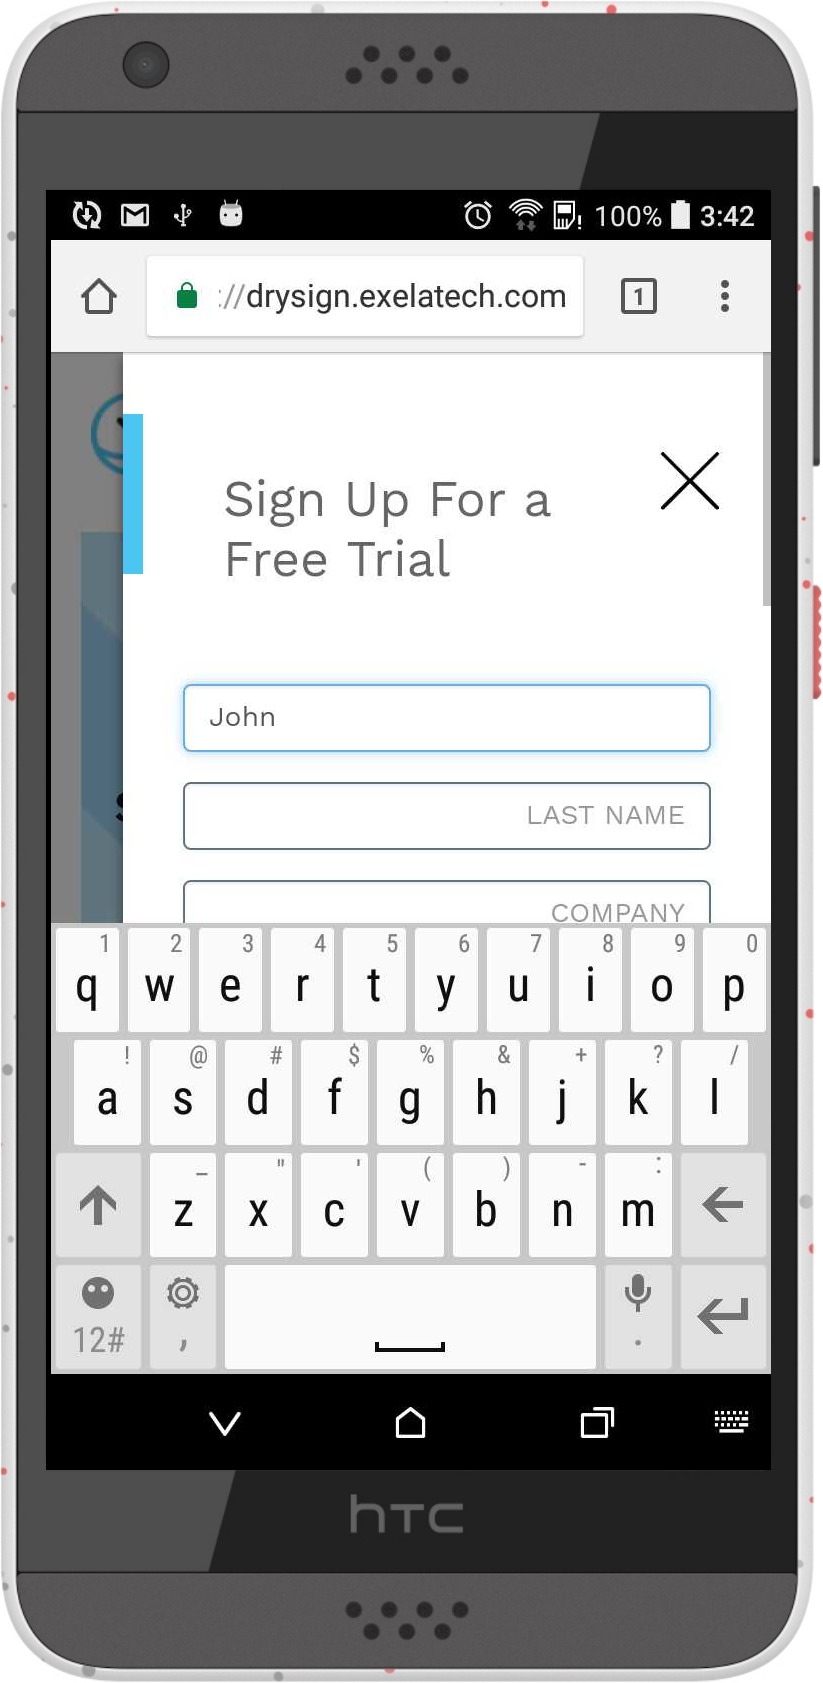 100% 3:42
://drysign.exelatech.com 1
Sign Up For a
Free Trial
John
LAST NAME
COMPANY
1 2 3 4 5 6 7 8 9 0
q w e r t y u i o p
! @ # $ % & + ? /
a s d f g h j k l
_ " ' ( ) - :
z x c v b n m
12# , .
hTC